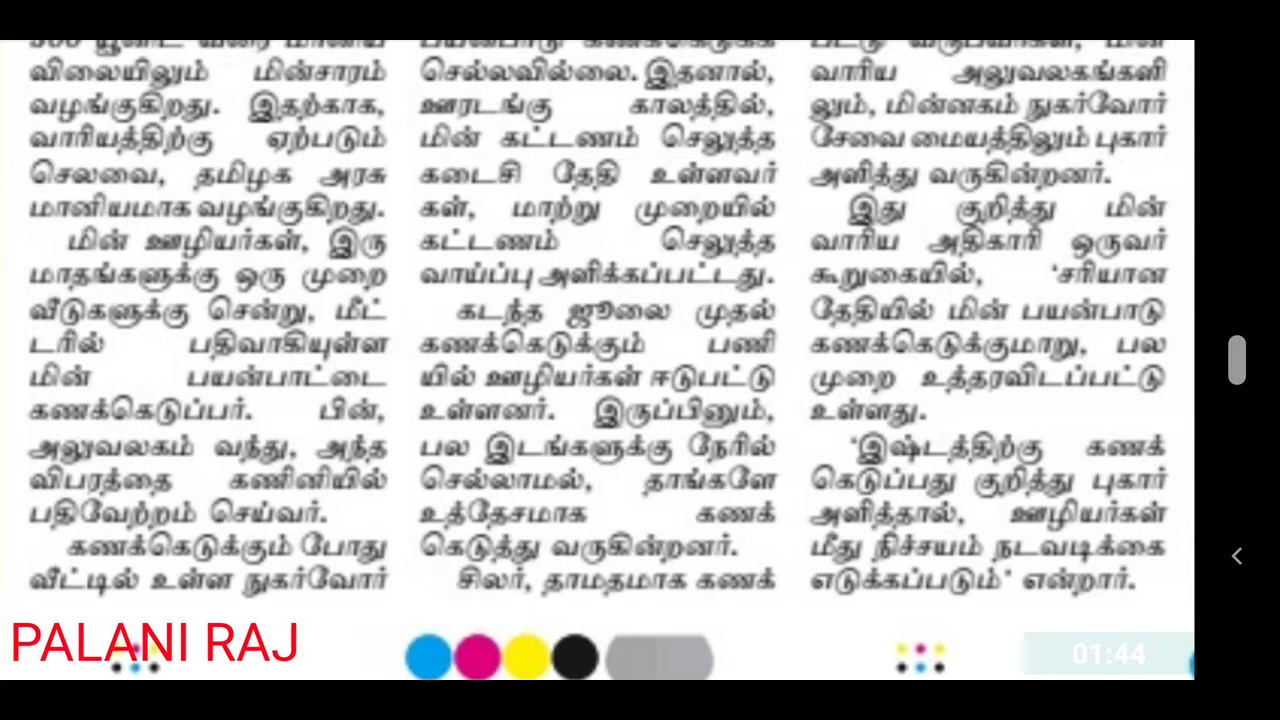 விலையிலும் மின்சாரம்
வழங்குகிறது. இதற்காக,
வாரியத்திற்கு ஏற்படும்
செலவை, தமிழக அரசு
மானியமாக வழங்குகிறது.
மின் ஊழியர்கள், இரு
மாதங்களுக்கு ஒரு முறை
வீடுகளுக்கு சென்று, மீட்
டரில் பதிவாகியுள்ள
மின் பயன்பாட்டை
கணக்கெடுப்பர். பின்,
அலுவலகம் வந்து, அந்த
விபரத்தை கணினியில்
பதிவேற்றம் செய்வர்.
கணக்கெடுக்கும் போது
வீட்டில் உள்ள நுகர்வோர்
செல்லவில்லை. இதனால்,
ஊரடங்கு காலத்தில்,
மின் கட்டணம் செலுத்த
கடைசி தேதி உள்ளவர்
கள், மாற்று முறையில்
கட்டணம் செலுத்த
வாய்ப்பு அளிக்கப்பட்டது.
கடந்த ஜூலை முதல்
கணக்கெடுக்கும் பணி
யில் ஊழியர்கள் ஈடுபட்டு
உள்ளனர். இருப்பினும்,
பல இடங்களுக்கு நேரில்
செல்லாமல், தாங்களே
உத்தேசமாக கணக்
கெடுத்து வருகின்றனர்.
சிலர், தாமதமாக கணக்
வாரிய அலுவலகங்களி
லும், மின்னகம் நுகர்வோர்
சேவை மையத்திலும் புகார்
அளித்து வருகின்றனர்.
இது குறித்து மின்
வாரிய அதிகாரி ஒருவர்
கூறுகையில், 'சரியான
தேதியில் மின் பயன்பாடு
கணக்கெடுக்குமாறு, பல
முறை உத்தரவிடப்பட்டு
உள்ளது.
'இஷ்டத்திற்கு கணக்
கெடுப்பது குறித்து புகார்
அளித்தால், ஊழியர்கள்
மீது நிச்சயம் நடவடிக்கை
எடுக்கப்படும்' என்றார்.
PALANI RAJ
01:44